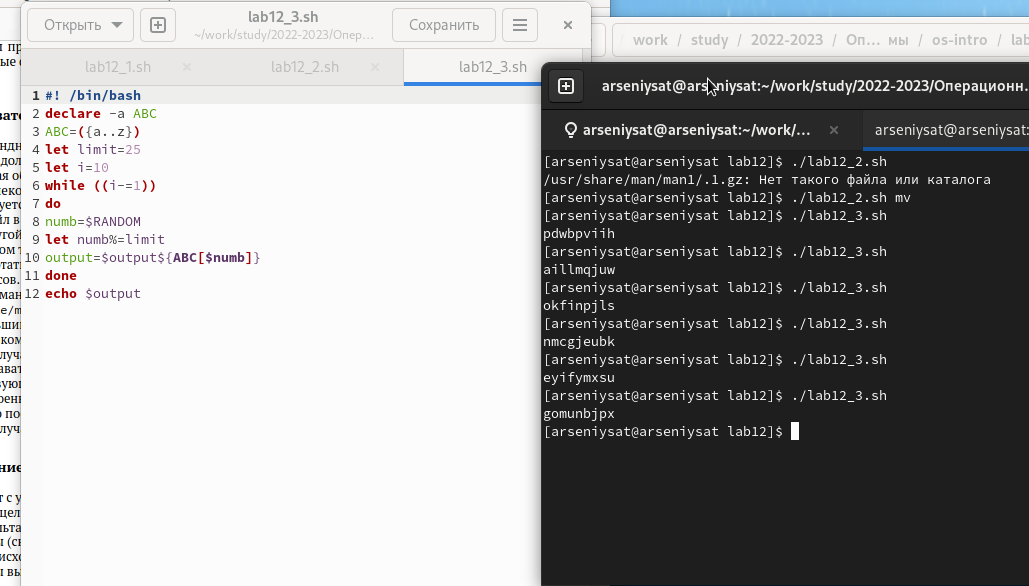 Открыть
lab12_3.sh
~/work/study/2022-2023/Опер…
Сохранить
lab12_1.sh
lab12_2.sh
lab12_3.sh
1 #! /bin/bash
2 declare -a ABC
3 ABC=({a..z})
4 let limit=25
5 let i=10
6 while ((i-=1))
7 do
8 numb=$RANDOM
9 let numb%=limit
10 output=$output${ABC[$numb]}
11 done
12 echo $output
work / study / 2022-2023 / Оп… мы / os-intro / lab
arseniysat@arseniysat:~/work/study/2022-2023/Операционн.
arseniysat@arseniysat:~/work/…
arseniysat@arseniysat:
[arseniysat@arseniysat lab12]$ ./lab12_2.sh
/usr/share/man/man1/.1.gz: Нет такого файла или каталога
[arseniysat@arseniysat lab12]$ ./lab12_2.sh mv
[arseniysat@arseniysat lab12]$ ./lab12_3.sh
pdwbpviih
[arseniysat@arseniysat lab12]$ ./lab12_3.sh
aillmqjuw
[arseniysat@arseniysat lab12]$ ./lab12_3.sh
okfinpjls
[arseniysat@arseniysat lab12]$ ./lab12_3.sh
nmcgjeubk
[arseniysat@arseniysat lab12]$ ./lab12_3.sh
eyifymxsu
[arseniysat@arseniysat lab12]$ ./lab12_3.sh
gomunbjpx
[arseniysat@arseniysat lab12]$